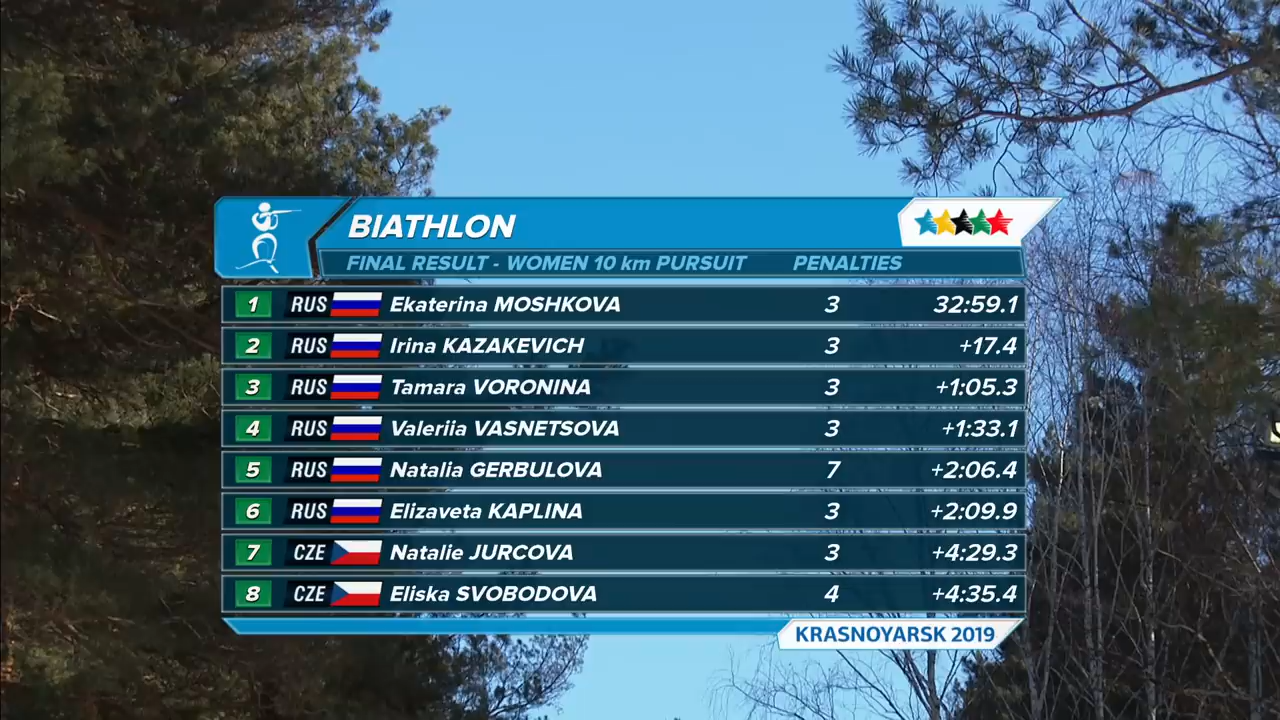 BIATHLON
FINAL RESULT - WOMEN 10 km PURSUIT PENALTIES
1 RUS Ekaterina MOSHKOVA 3 32:59.1
2 RUS Irina KAZAKEVICH 3 +17.4
3 RUS Tamara VORONINA 3 +1:05.3
4 RUS Valeriia VASNETSOVA 3 +1:33.1
5 RUS Natalia GERBULOVA 7 +2:06.4
6 RUS Elizaveta KAPLINA 3 +2:09.9
7 CZE Natalie JURCOVA 3 +4:29.3
8 CZE Eliska SVOBODOVA 4 +4:35.4
KRASNOYARSK 2019